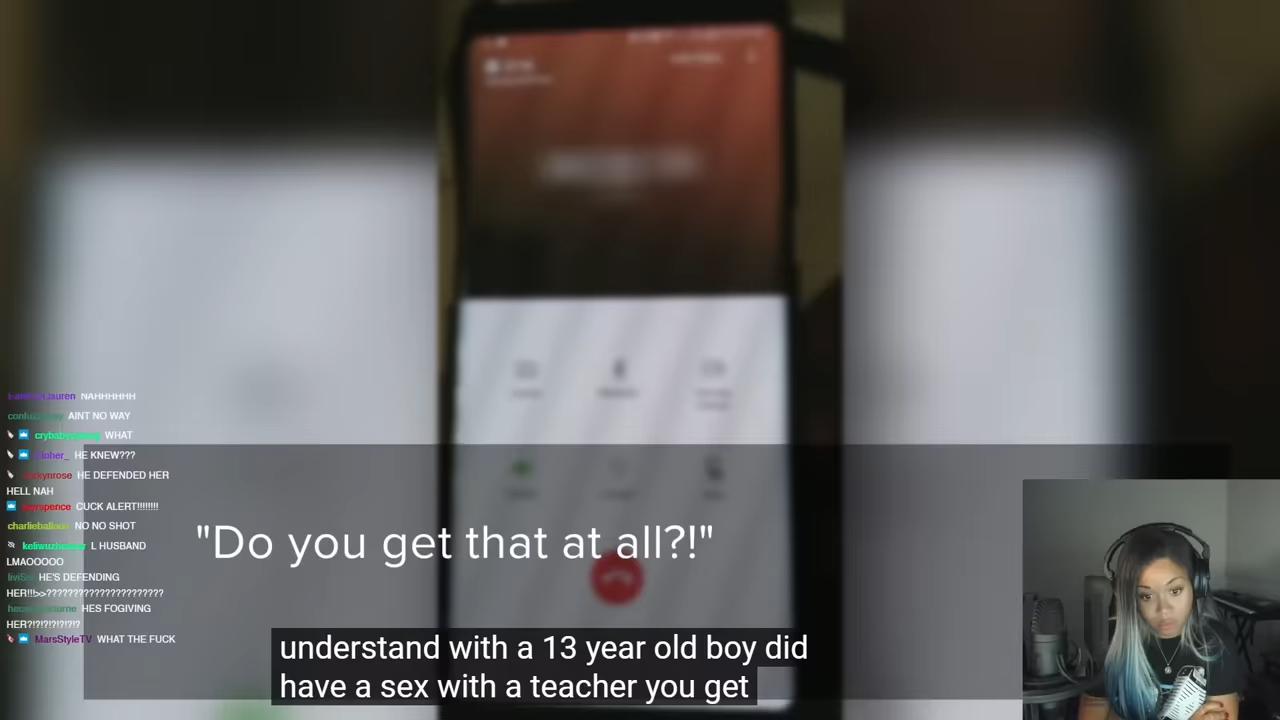 NAHHHHHH
AINT NO WAY
WHAT
HE KNEW???
HE DEFENDED HER
HELL NAH
CUCK ALERT!!!!!!!!
NO NO SHOT
L HUSBAND
LMAOOOOO
HE'S DEFENDING
HER!!!>>??????????????????????
HES FOGIVING
HER?!?!?!?!?!?!?
MarsStyleTV WHAT THE FUCK
"Do you get that at all?!"
understand with a 13 year old boy did
have a sex with a teacher you get